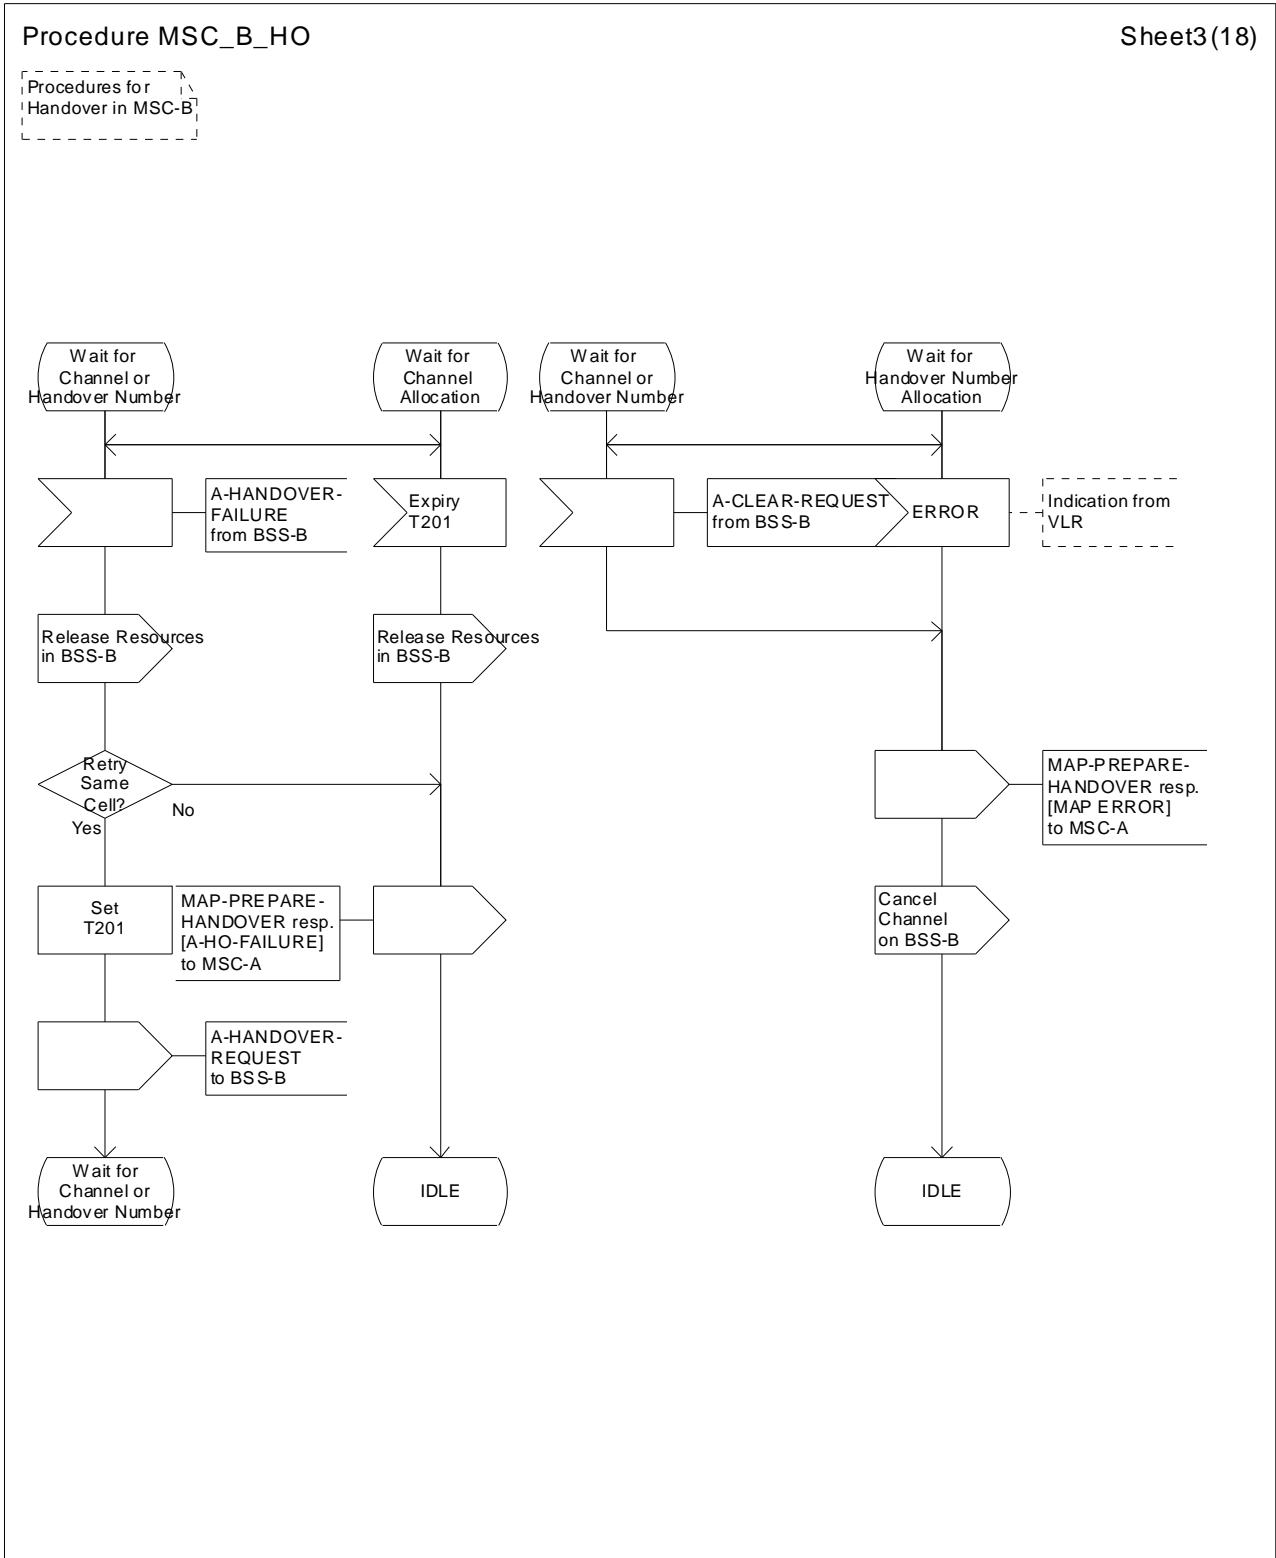 Procedure MSC_B_HO
Sheet3(18)
Procedures for
Handover in MSC-B
Wait for
Channel or
Handover Number
Wait for
Channel
Allocation
Wait for
Channel or
Handover Number
Wait for
Handover Number
Allocation
A-HANDOVER-
FAILURE
from BSS-B
Expiry
T201
A-CLEAR-REQUEST
from BSS-B
ERROR
Indication from
VLR
Release Resources
in BSS-B
Release Resources
in BSS-B
Retry
Same
Cell?
No
Yes
MAP-PREPARE-
HANDOVER resp.
[MAP ERROR]
to MSC-A
Set
T201
MAP-PREPARE-
HANDOVER resp.
[A-HO-FAILURE]
to MSC-A
Cancel
Channel
on BSS-B
A-HANDOVER-
REQUEST
to BSS-B
Wait for
Channel or
Handover Number
IDLE
IDLE